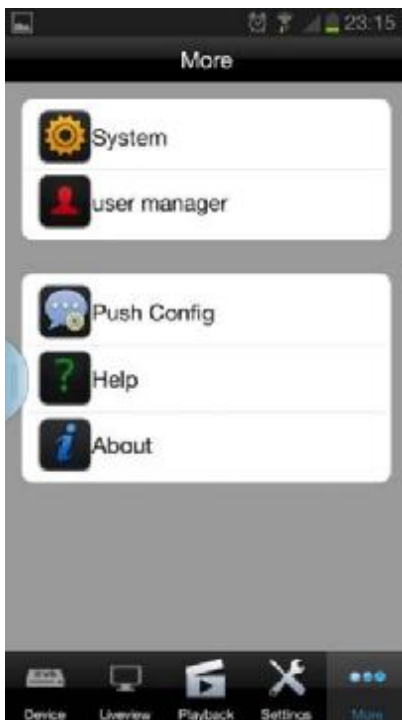 23:15
More
System
user manager
Push Config
Help
About
Device Liveview Playback Settings More